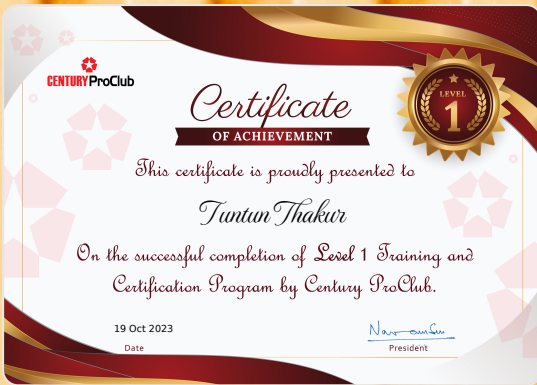 CENTURY ProClub
Certificate
OF ACHIEVEMENT
LEVEL
1
This certificate is proudly presented to
Tuntun Thakur
On the successful completion of Level 1 Training and
Certification Program by Century ProClub.
19 Oct 2023
Date
President